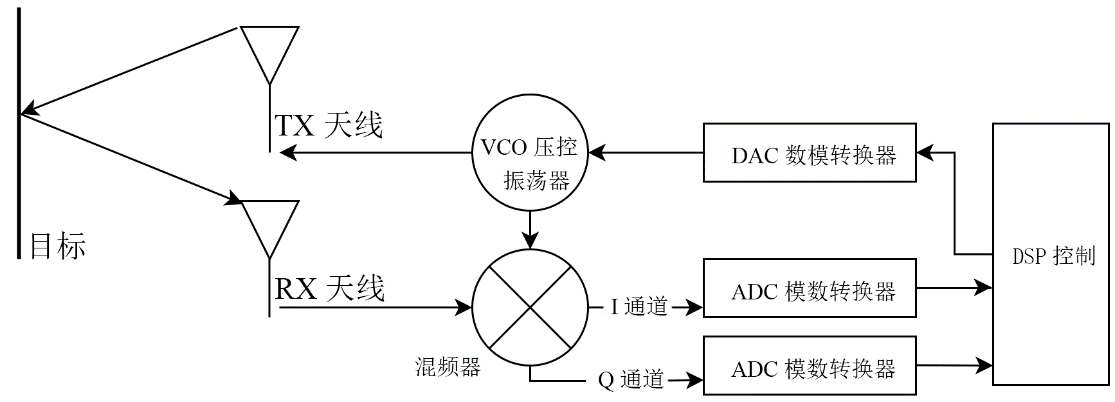 TX 天线
VCO 压控
振荡器
DAC 数模转换器
目标
DSP 控制
RX 天线
I 通道
ADC 模数转换器
混频器
Q 通道
ADC 模数转换器